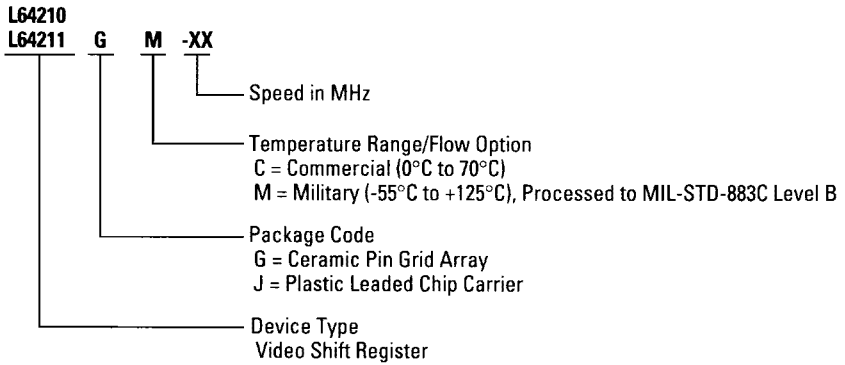 L64210
L64211 G M -XX
Speed in MHz
Temperature Range/Flow Option
C = Commercial (0°C to 70°C)
M = Military (-55°C to +125°C), Processed to MIL-STD-883C Level B
Package Code
G = Ceramic Pin Grid Array
J = Plastic Leaded Chip Carrier
Device Type
Video Shift Register